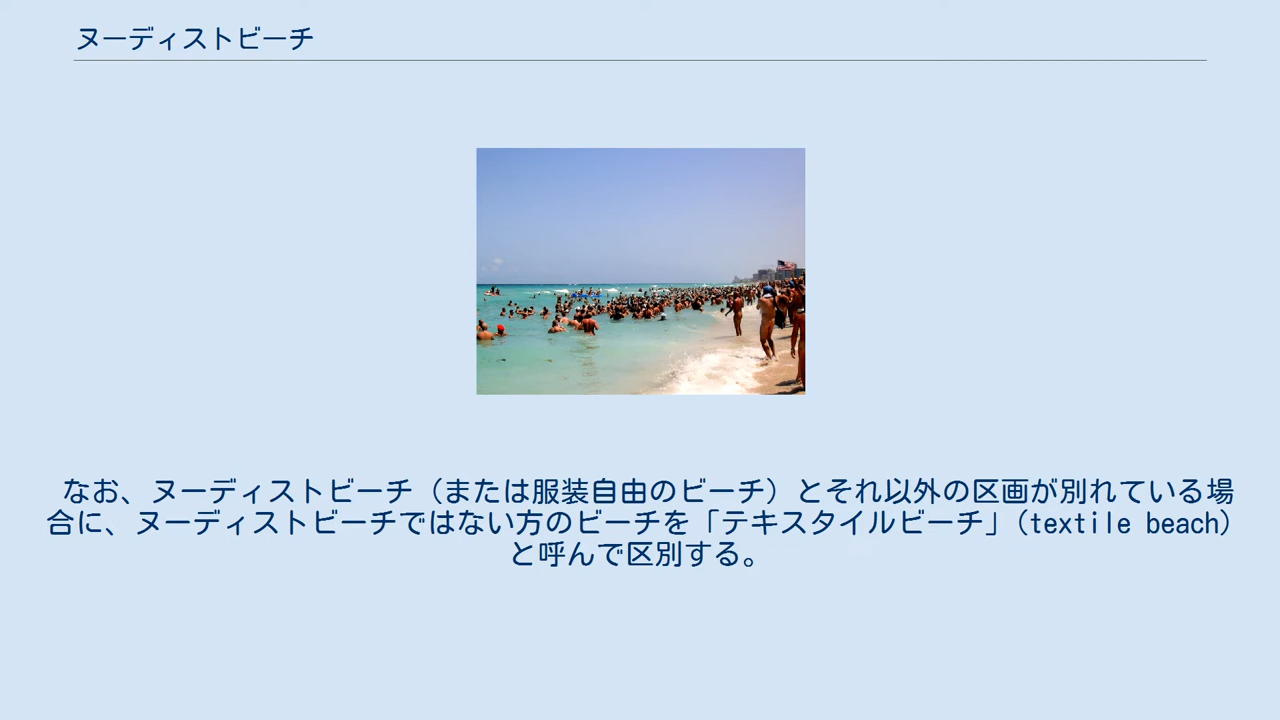 ヌーディストビーチ
なお、ヌーディストビーチ（または服装自由のビーチ）とそれ以外の区画が別れている場
合に、ヌーディストビーチではない方のビーチを「テキスタイルビーチ」（textile beach）
と呼んで区別する。